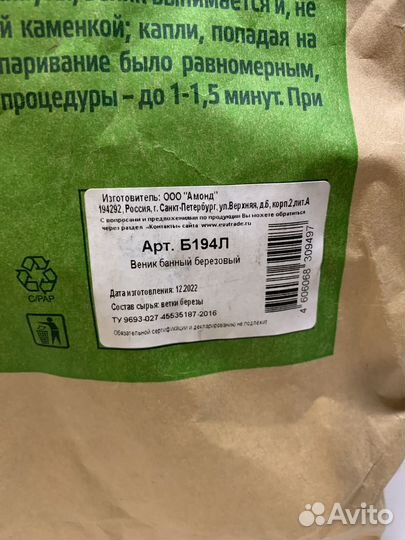 вынимается и, не
й каменкой; капли, попадая на
паривание было равномерным,
процедуры – до 1-1,5 минут. При
Изготовитель: ООО "Амонд"
194292, Россия, г. Санкт-Петербург, ул.Верхняя, д.6, корп.2,лит.А
С вопросами и предложениями по продукции Вы можете обратиться
через раздел «Контакты» сайта www.evatrade.ru
Арт. Б194Л
Веник банный березовый
Дата изготовления: 12.2022
Состав сырья: ветки березы
ТУ 9693-027-45535187-2016
Обязательной сертификации и декларированию не подлежит
4 606068 309497
C/PAP
Avito